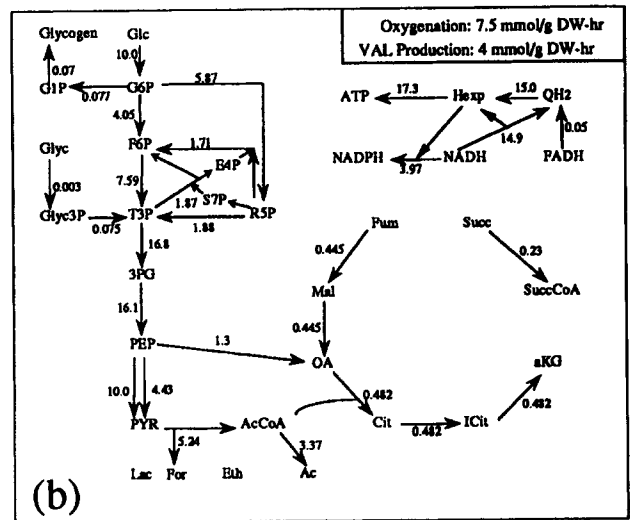 Oxygenation: 7.5 mmol/g DW-hr
VAL Production: 4 mmol/g DW-hr
Glycogen
Glc
0.07
10.0
5.87
G1P
G6P
0.077
4.05
ATP
17.3
Hexp
15.0
QH2
14.9
0.05
NADPH
NADH
FADH
3.97
F6P
1.71
E4P
Glyc
7.59
0.003
S7P
1.87
Glyc3P
T3P
R5P
0.075
1.88
16.8
3PG
16.1
Fum
Succ
0.445
0.23
Mal
SuccCoA
0.445
PEP
1.3
OA
aKG
10.0
4.43
0.482
0.482
PYR
AcCoA
Cit
ICit
0.482
5.24
3.37
Lac
For
Eth
Ac
(b)